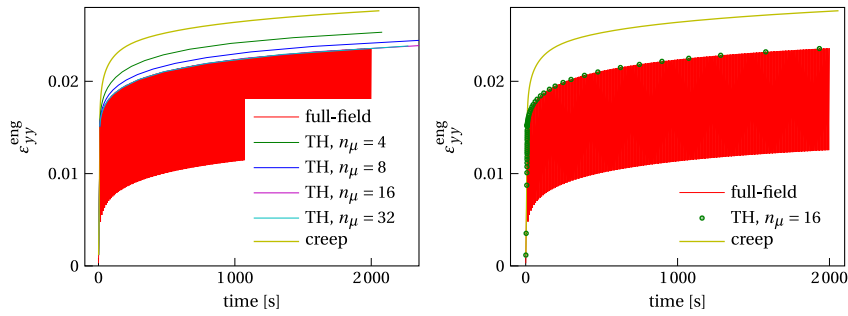 0.02
0.01
0
ε_yy^eng
0
1000
2000
time [s]
full-field
TH, n_μ = 4
TH, n_μ = 8
TH, n_μ = 16
TH, n_μ = 32
creep
0.02
0.01
0
ε_yy^eng
0
1000
2000
time [s]
full-field
TH, n_μ = 16
creep